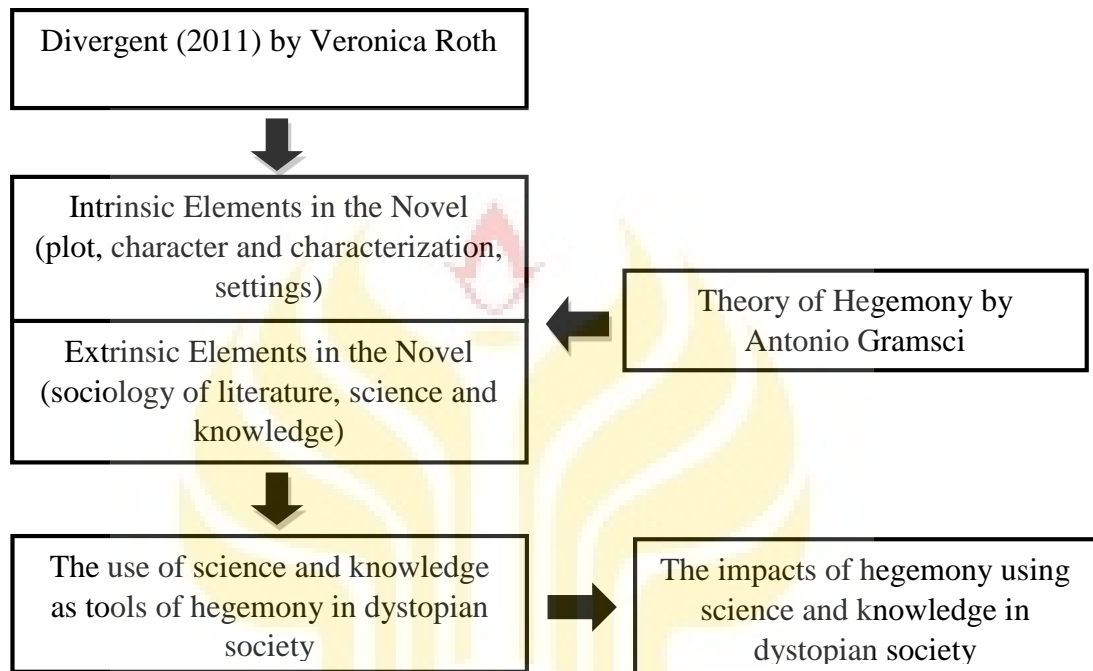 Divergent (2011) by Veronica Roth
Intrinsic Elements in the Novel
(plot, character and characterization,
settings)
Theory of Hegemony by
Antonio Gramsci
Extrinsic Elements in the Novel
(sociology of literature, science and
knowledge)
The use of science and knowledge
as tools of hegemony in dystopian
society
The impacts of hegemony using
science and knowledge in
dystopian society